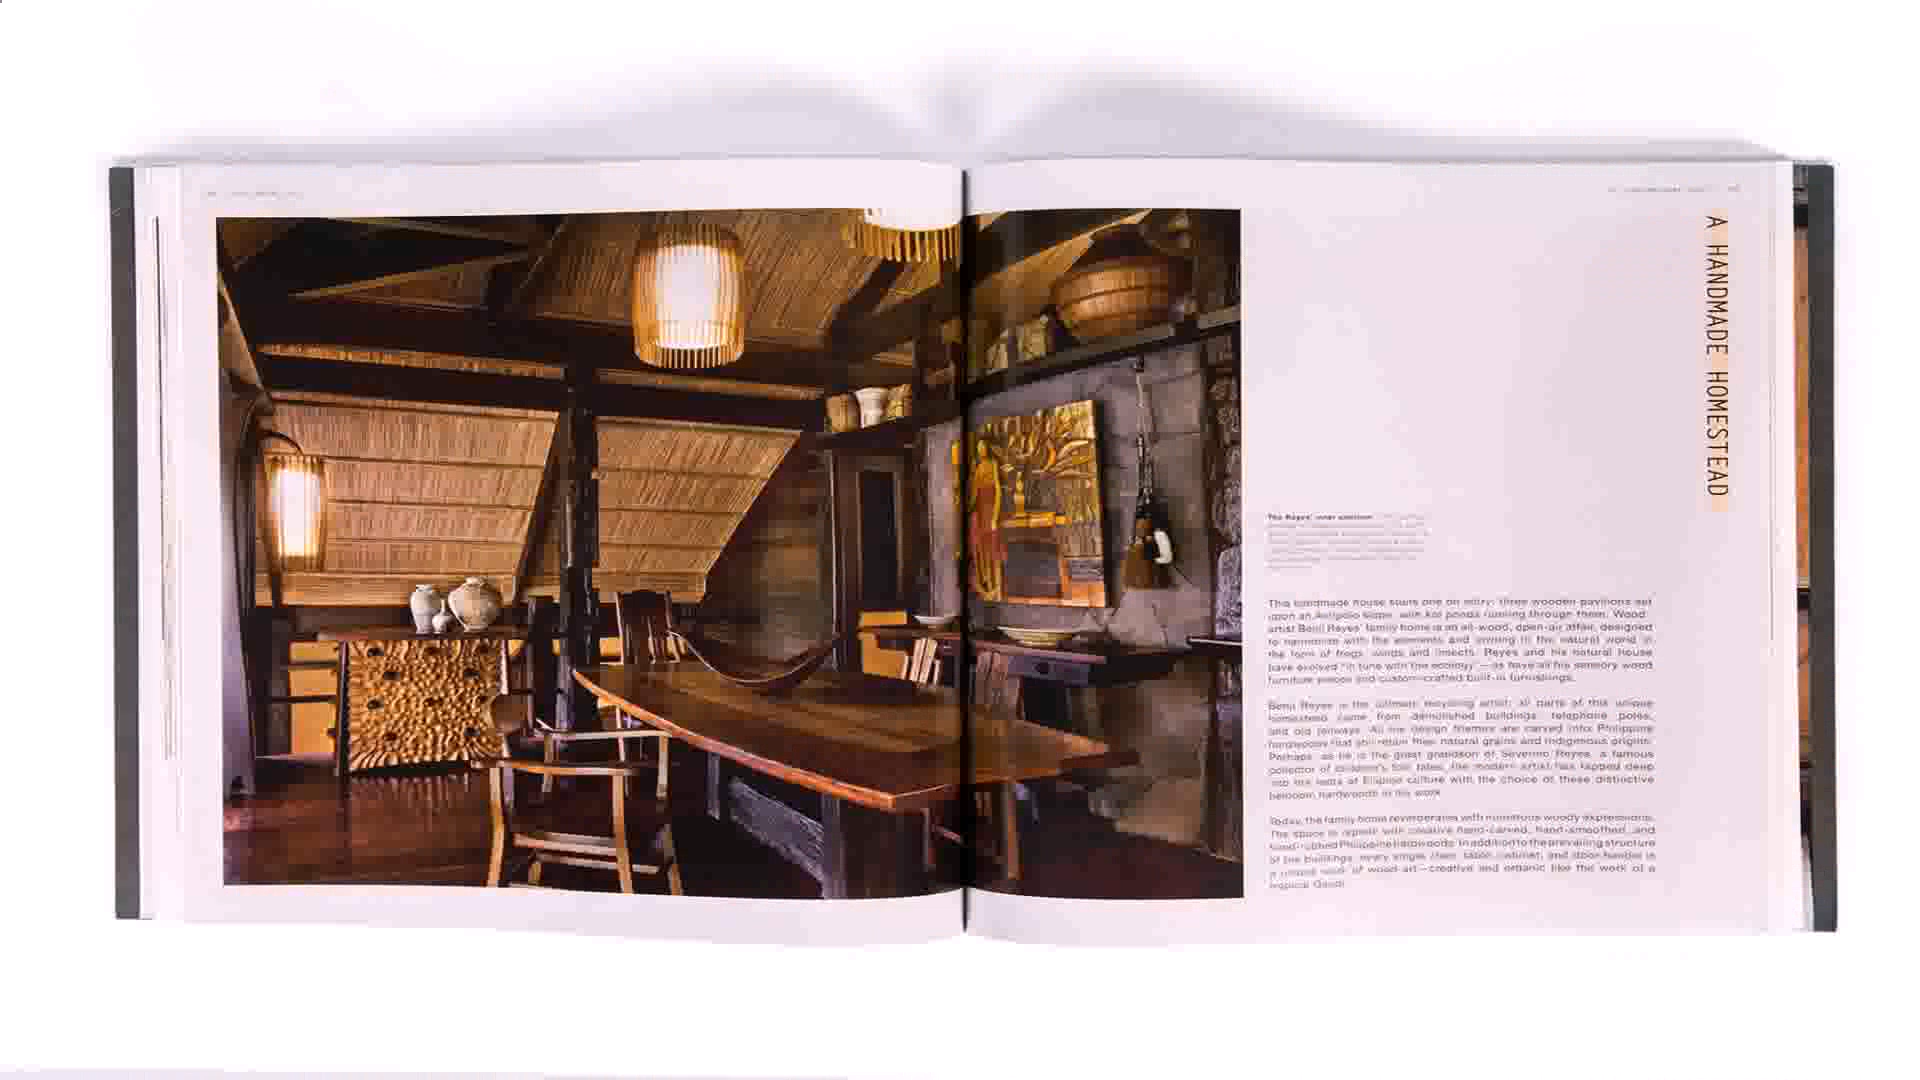 A HANDMADE HOMESTEAD
The Reyes'
This handmade house stuns one on entry: three wooden pavilions set
upon an Antipolo slope, with koi ponds running through them. Wood-
artist Benji Reyes' family home is an all-wood, open-air affair, designed
to harmonize with the elements and inviting in the natural world in
the form of frogs, winds and insects. Reyes and his natural house
have evolved "in tune with the ecology"—as have all his sensory wood
furniture pieces and custom-crafted built-in furnishings.
Benji Reyes is the ultimate recycling artist: all parts of this unique
homestead came from demolished buildings, telephone poles,
and old railways. All the design themes are carved into Philippine
hardwoods that still retain their natural grains and indigenous origins.
Perhaps, as he is the great grandson of Severino Reyes, a famous
collector of children's folk tales, the modern artist has tapped deep
into the roots of Filipino culture with the choice of these distinctive
heirloom hardwoods in his work.
Today, the family home reverberates with numerous woody expressions.
The space is replete with creative hand-carved, hand-smoothed, and
hand-rubbed Philippine hardwoods. In addition to the prevailing structure
of the buildings, every single chair, table, cabinet, and door-handle is
a unique work of wood art—creative and organic like the work of a
tropical Gaudi.